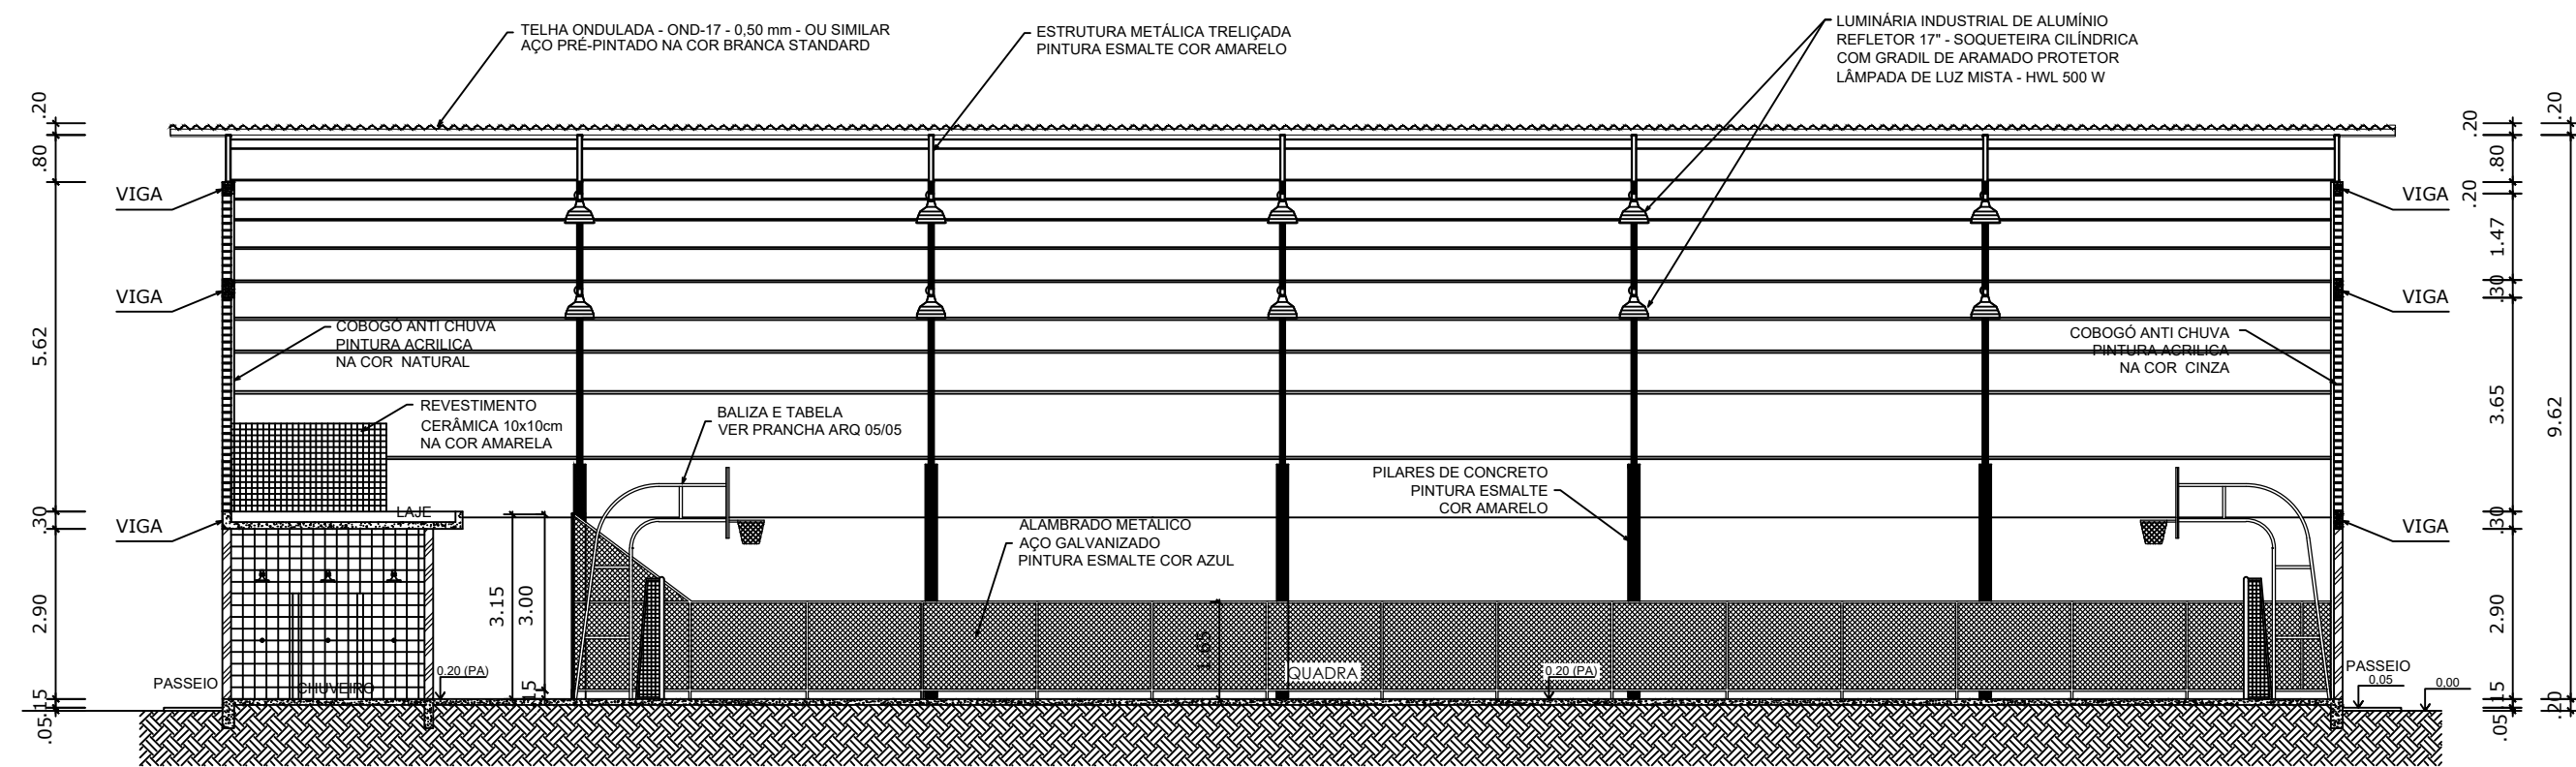 TELHA ONDULADA - OND-17 - 0,50 mm - OU SIMILAR
AÇO PRÉ-PINTADO NA COR BRANCA STANDARD
ESTRUTURA METÁLICA TRELIÇADA
PINTURA ESMALTE COR AMARELO
LUMINÁRIA INDUSTRIAL DE ALUMÍNIO
REFLETOR 17" - SOQUETEIRA CILÍNDRICA
COM GRADIL DE ARAMADO PROTETOR
LÂMPADA DE LUZ MISTA - HWL 500 W
.20
.80
5.62
.30
2.90
.15
.05
VIGA
VIGA
VIGA
COBOGÓ ANTI CHUVA
PINTURA ACRILICA
NA COR NATURAL
REVESTIMENTO
CERÂMICA 10x10cm
NA COR AMARELA
BALIZA E TABELA
VER PRANCHA ARQ 05/05
LAJE
CHUVEIRO
PASSEIO
0.20 (PA)
3.15
3.00
15
ALAMBRADO METÁLICO
AÇO GALVANIZADO
PINTURA ESMALTE COR AZUL
1.65
QUADRA
PILARES DE CONCRETO
PINTURA ESMALTE
COR AMARELO
0.20 (PA)
COBOGÓ ANTI CHUVA
PINTURA ACRILICA
NA COR CINZA
VIGA
VIGA
VIGA
PASSEIO
0,05
0,00
.20
.80
.20
1.47
.30
3.65
.30
2.90
.15
.05
.20
9.62
.20